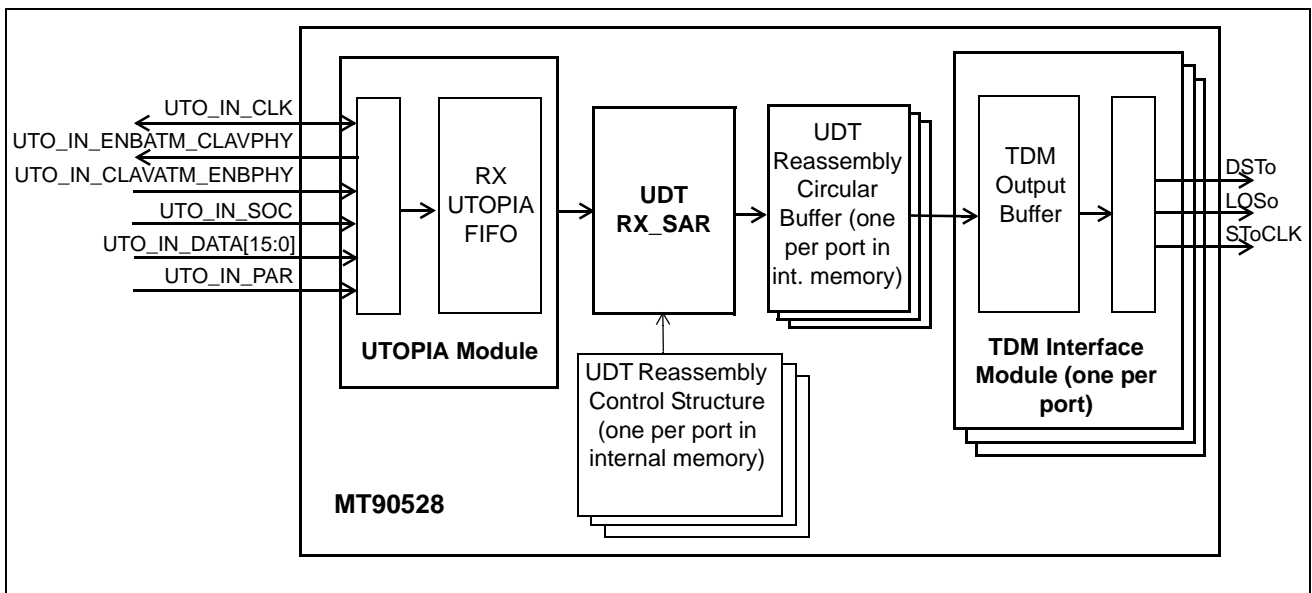 UTO_IN_CLK
UTO_IN_ENBATM_CLAVPHY
UTO_IN_CLAVATM_ENBPHY
UTO_IN_SOC
UTO_IN_DATA[15:0]
UTO_IN_PAR
RX
UTOPIA
FIFO
UTOPIA Module
UDT
RX_SAR
UDT Reassembly
Control Structure
(one per port in
internal memory)
UDT
Reassembly
Circular
Buffer (one
per port in
int. memory)
TDM
Output
Buffer
TDM Interface
Module (one per
port)
DSTo
LOSo
SToCLK
MT90528